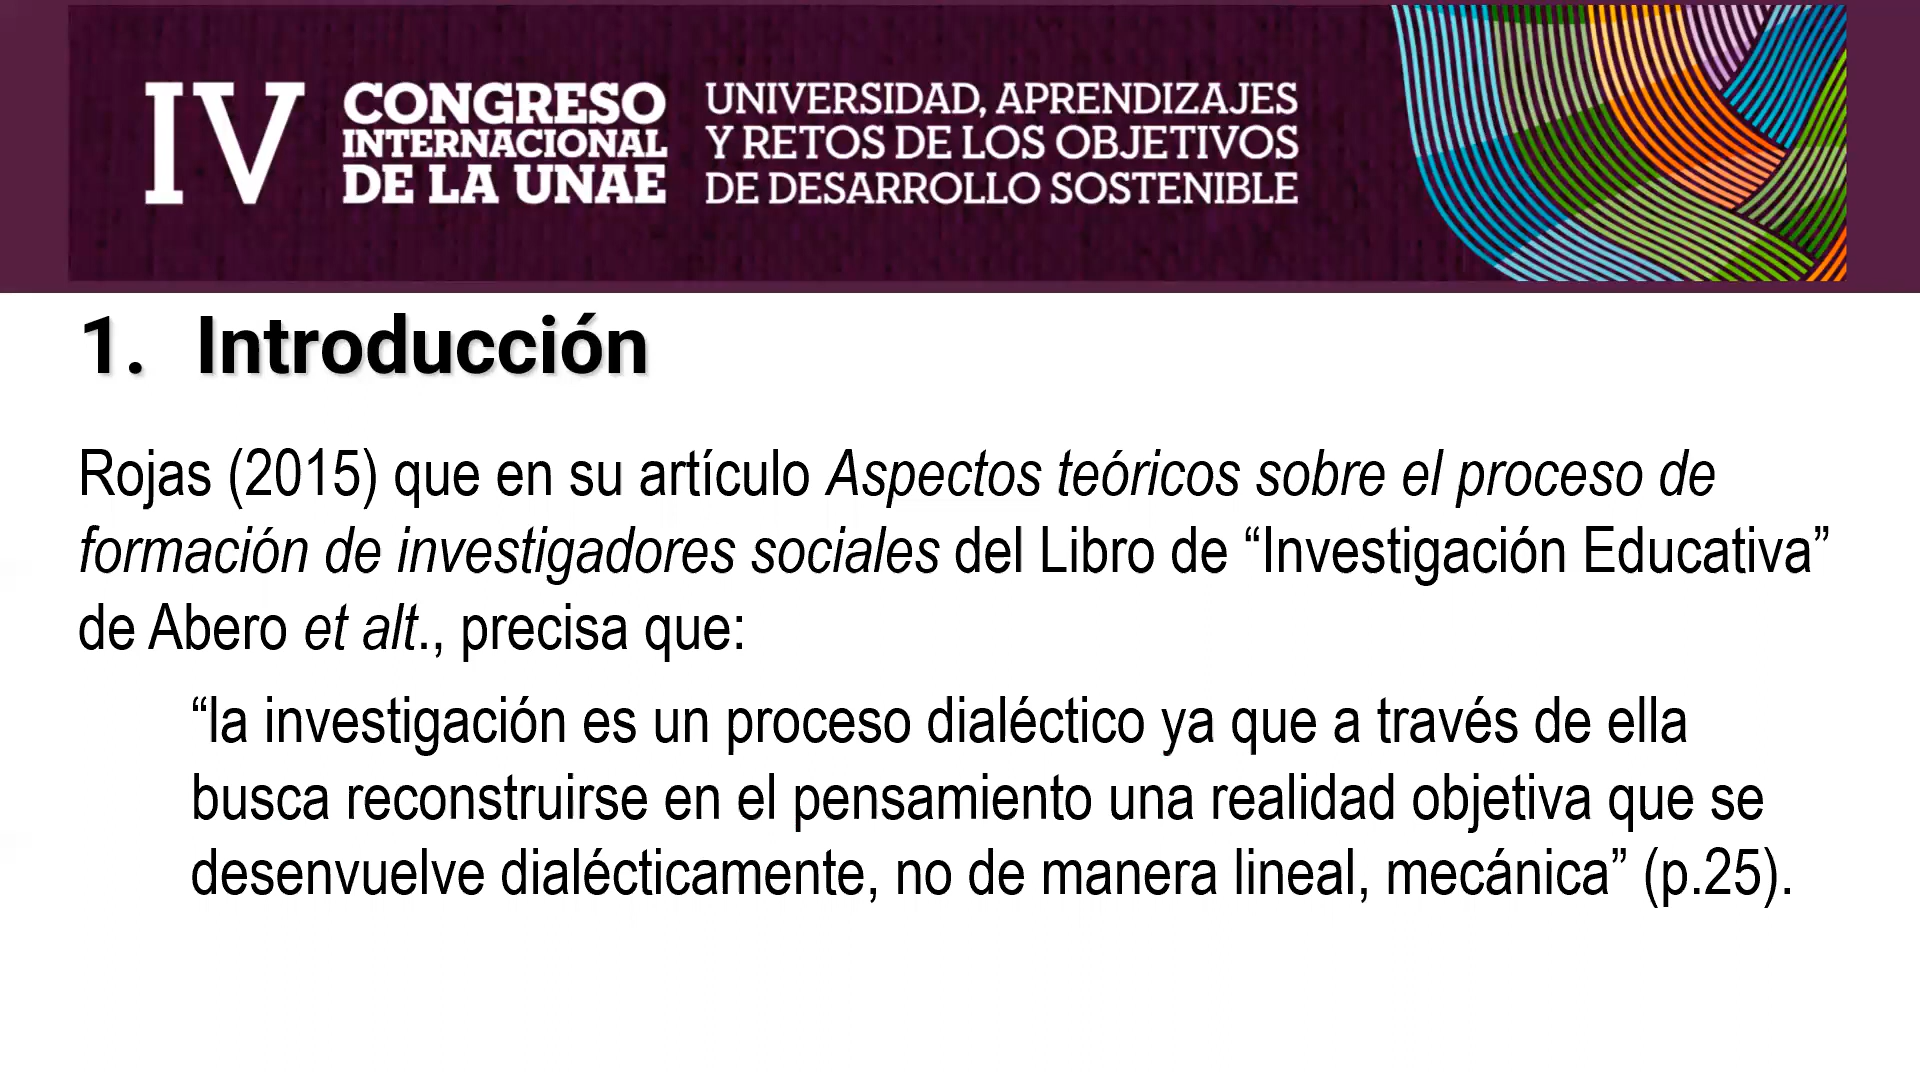 IV CONGRESO INTERNACIONAL DE LA UNAE
UNIVERSIDAD, APRENDIZAJES
Y RETOS DE LOS OBJETIVOS
DE DESARROLLO SOSTENIBLE
1. Introducción
Rojas (2015) que en su artículo Aspectos teóricos sobre el proceso de
formación de investigadores sociales del Libro de “Investigación Educativa”
de Abero et alt., precisa que:
“la investigación es un proceso dialéctico ya que a través de ella
busca reconstruirse en el pensamiento una realidad objetiva que se
desenvuelve dialécticamente, no de manera lineal, mecánica” (p.25).